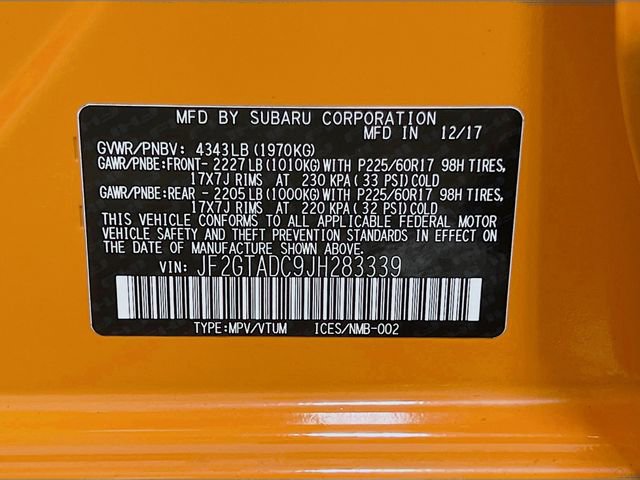 MFD BY SUBARU CORPORATION
MFD IN 12/17
GVWR/PNBV: 4343LB (1970KG)
GAWR/PNBE:FRONT- 2227LB (1010KG)WITH P225/60R17 98H TIRES,
17X7J RIMS AT 230 KPA (33 PSI)COLD
GAWR/PNBE:REAR - 2205LB (1000KG)WITH P225/60R17 98H TIRES,
17X7J RIMS AT 220 KPA (32 PSI)COLD
THIS VEHICLE CONFORMS TO ALL APPLICABLE FEDERAL MOTOR
VEHICLE SAFETY AND THEFT PREVENTION STANDARDS IN EFFECT ON
THE DATE OF MANUFACTURE SHOWN ABOVE.
VIN: JF2GTADC9JH283339
TYPE:MPV/VTUM ICES/NMB-002